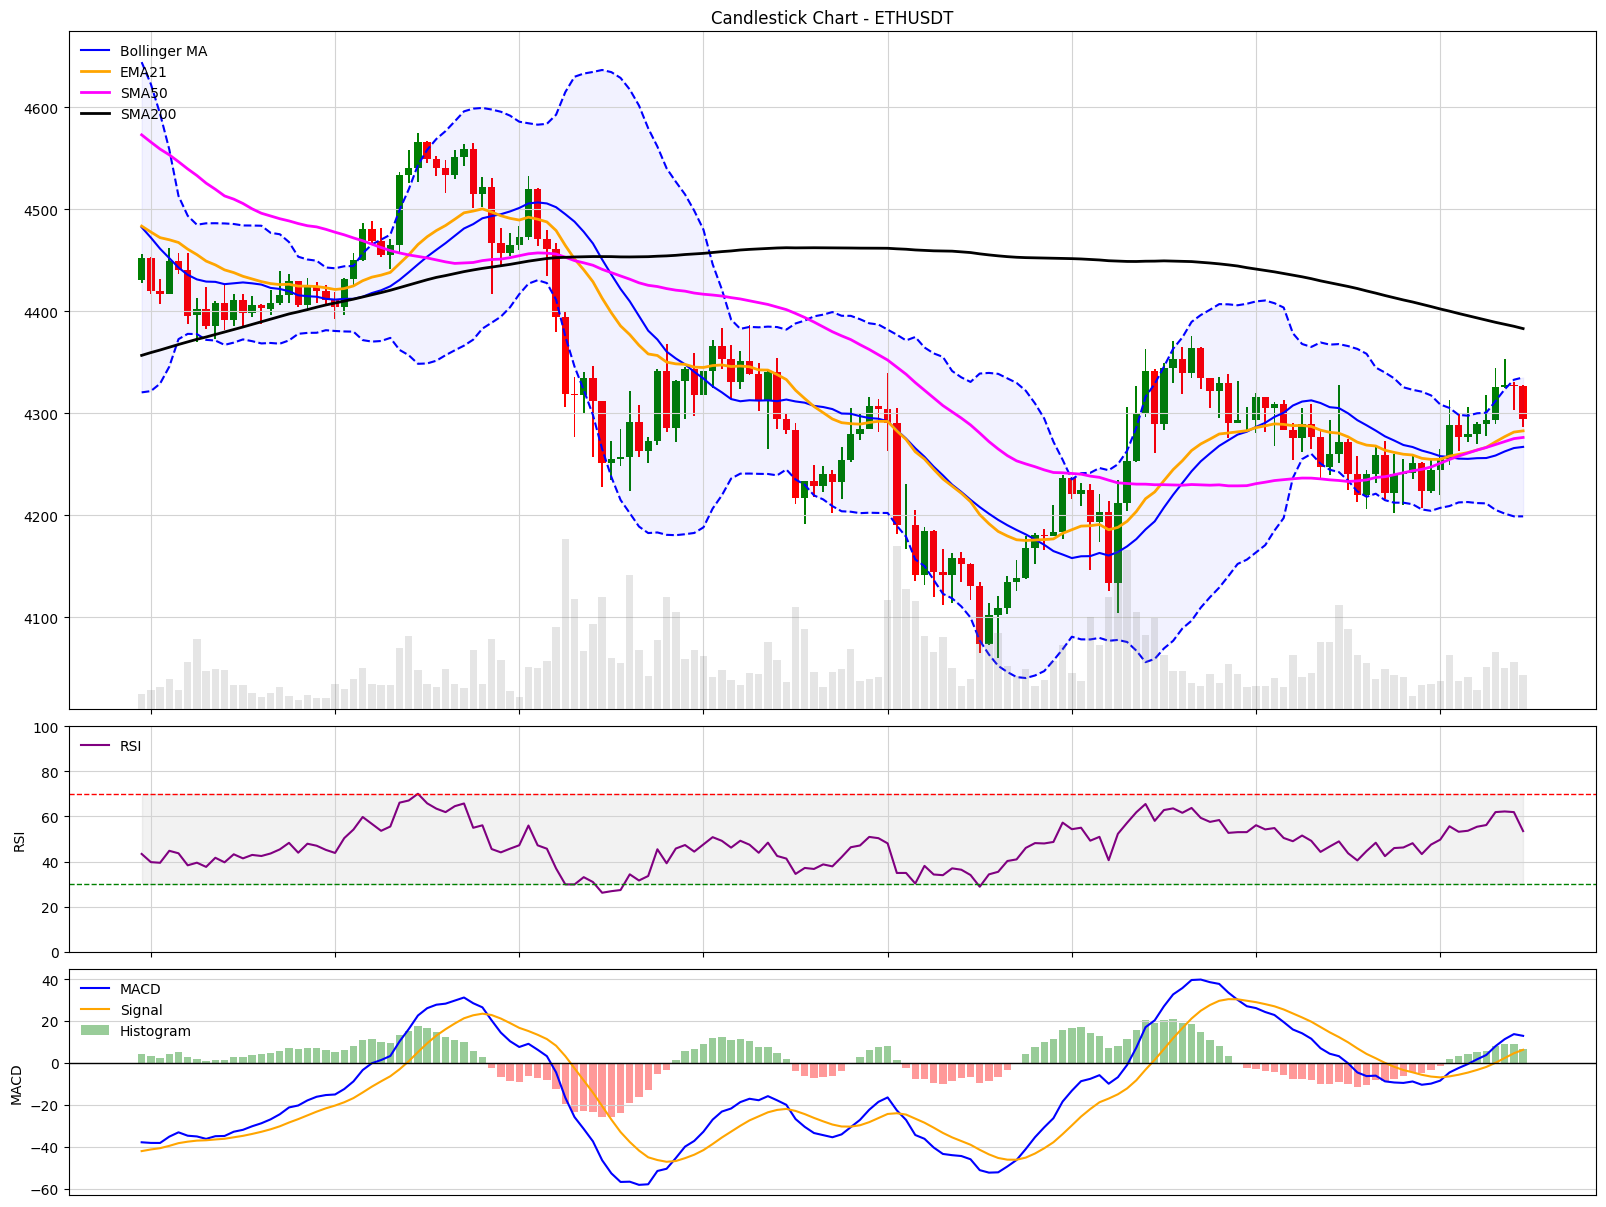 Candlestick Chart - ETHUSDT
Bollinger MA
EMA21
SMA50
SMA200
4600
4500
4400
4300
4200
4100
RSI
100
80
60
40
20
0
RSI
MACD
Signal
Histogram
40
20
0
−20
−40
−60
MACD